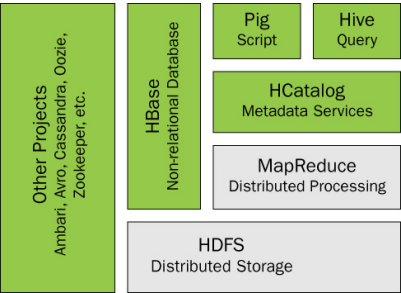 Other Projects
Ambari, Avro, Cassandra, Oozie,
Zookeeper, etc.
HBase
Non-relational Database
Pig
Script
Hive
Query
HCatalog
Metadata Services
MapReduce
Distributed Processing
HDFS
Distributed Storage